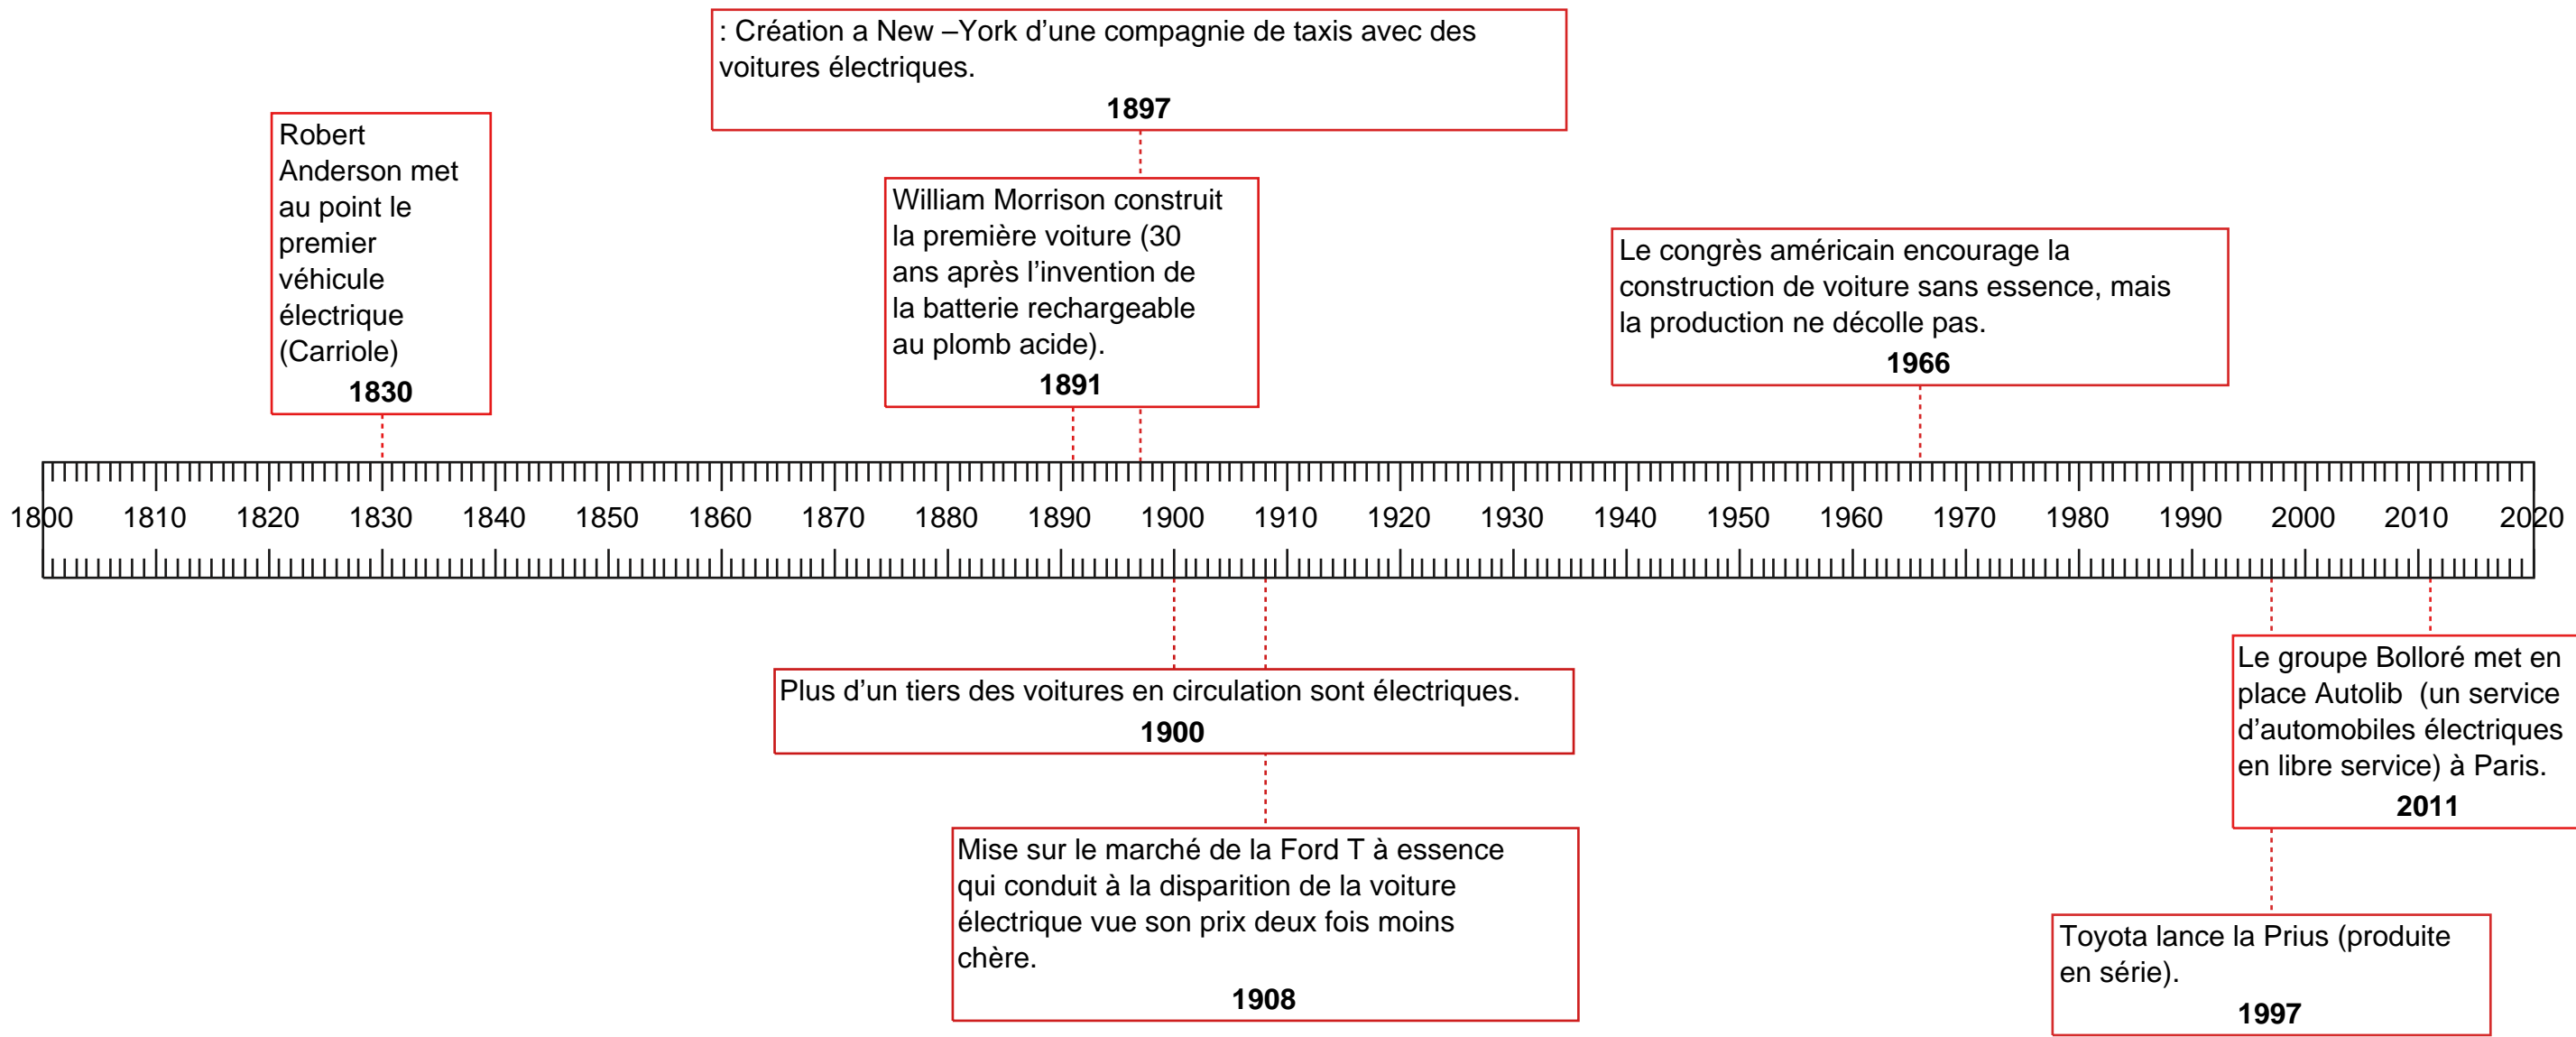 : Création a New –York d’une compagnie de taxis avec des
voitures électriques.
1897
Robert
Anderson met
au point le
premier
véhicule
électrique
(Carriole)
1830
William Morrison construit
la première voiture (30
ans après l’invention de
la batterie rechargeable
au plomb acide).
1891
Le congrès américain encourage la
construction de voiture sans essence, mais
la production ne décolle pas.
1966
1800 1810 1820 1830 1840 1850 1860 1870 1880 1890 1900 1910 1920 1930 1940 1950 1960 1970 1980 1990 2000 2010 2020
Plus d’un tiers des voitures en circulation sont électriques.
1900
Mise sur le marché de la Ford T à essence
qui conduit à la disparition de la voiture
électrique vue son prix deux fois moins
chère.
1908
Le groupe Bolloré met en
place Autolib  (un service
d’automobiles électriques
en libre service) à Paris.
2011
Toyota lance la Prius (produite
en série).
1997